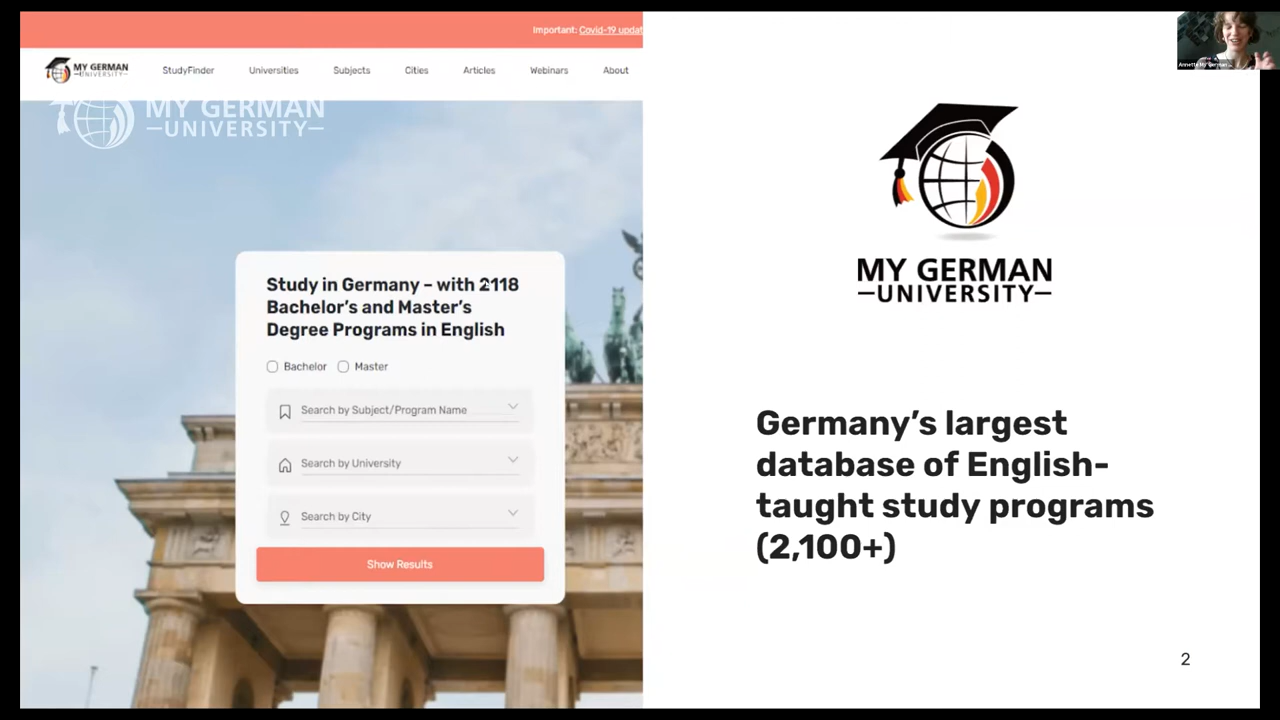 Important: Covid-19 updat
MY GERMAN
UNIVERSITY
StudyFinder
Universities
Subjects
Cities
Articles
Webinars
About
MY GERMAN
UNIVERSITY
Study in Germany – with 2118
Bachelor's and Master's
Degree Programs in English
Bachelor
Master
Search by Subject/Program Name
Search by University
Search by City
Show Results
Annette My German
MY GERMAN
UNIVERSITY
Germany's largest
database of English-
taught study programs
(2,100+)
2